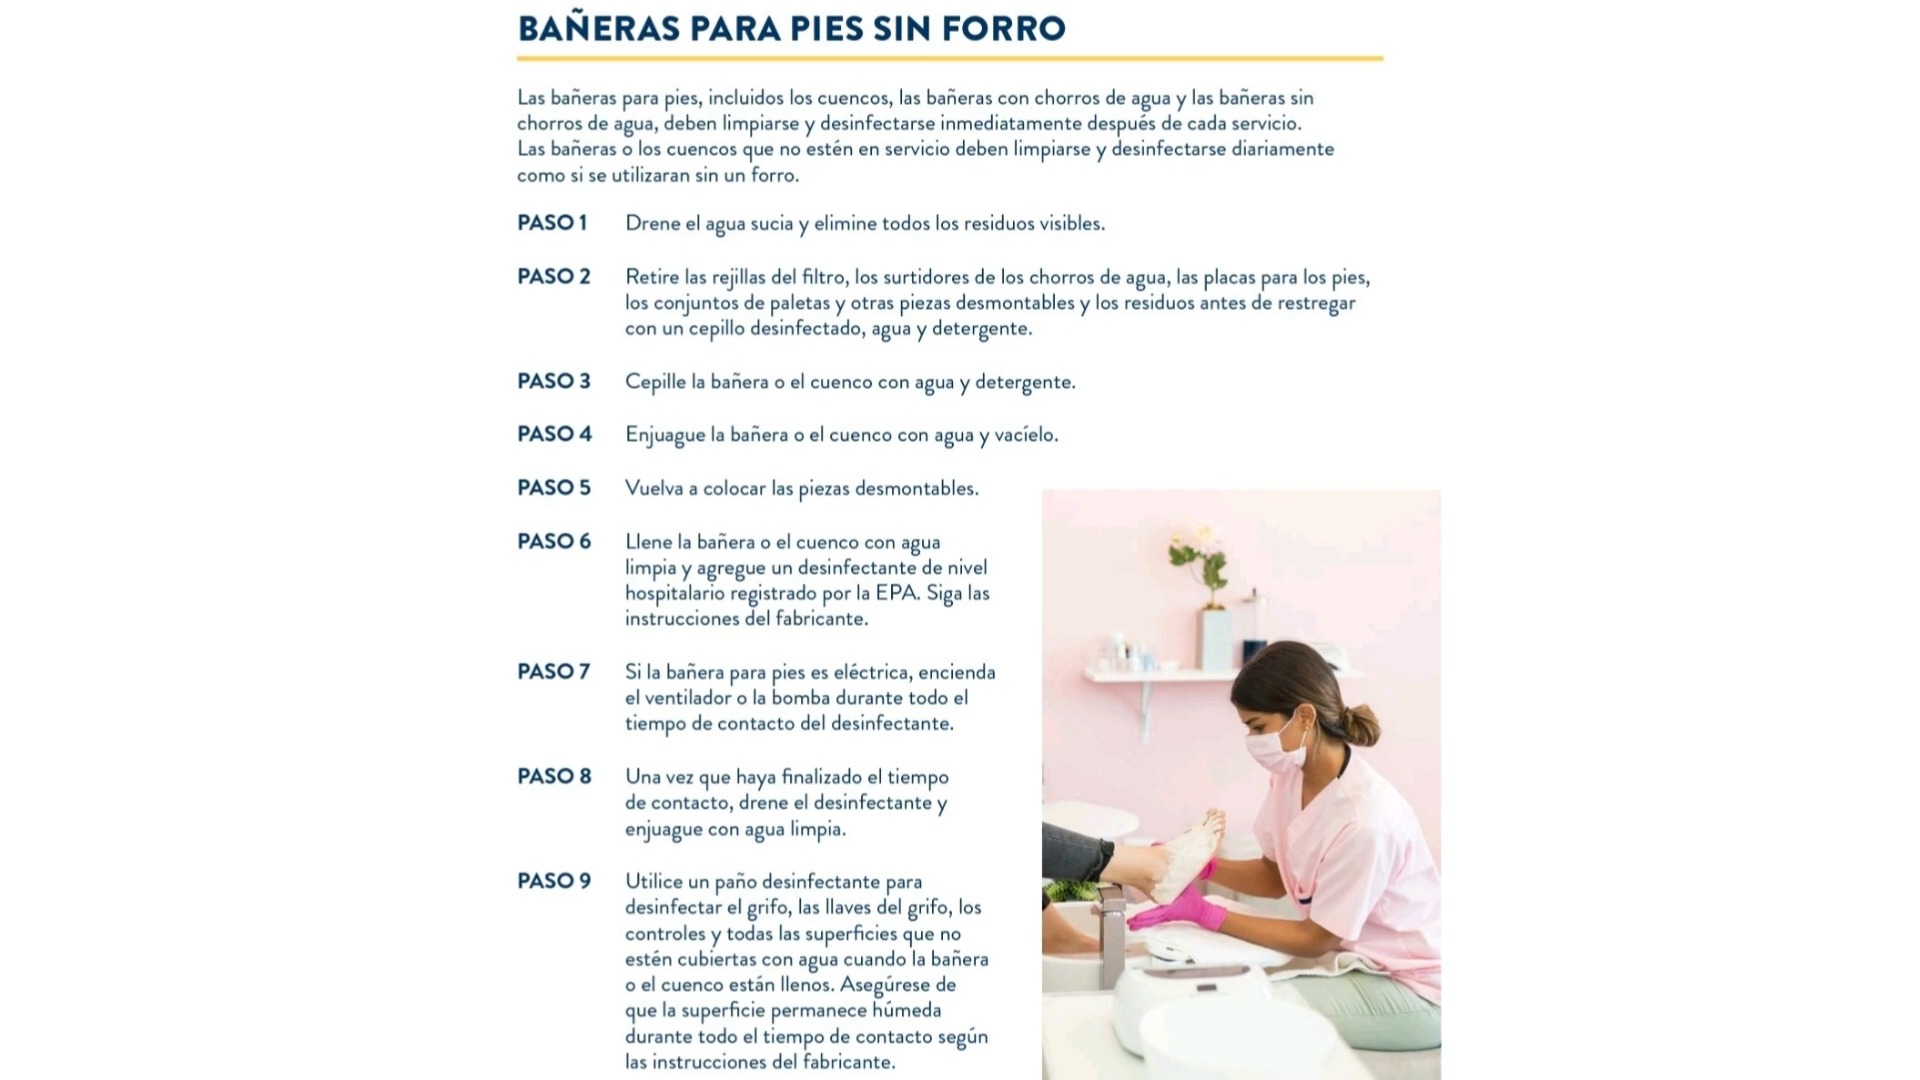 BAÑERAS PARA PIES SIN FORRO
Las bañeras para pies, incluidos los cuencos, las bañeras con chorros de agua y las bañeras sin
chorros de agua, deben limpiarse y desinfectarse inmediatamente después de cada servicio.
Las bañeras o los cuencos que no estén en servicio deben limpiarse y desinfectarse diariamente
como si se utilizaran sin un forro.
PASO 1 Drene el agua sucia y elimine todos los residuos visibles.
PASO 2 Retire las rejillas del filtro, los surtidores de los chorros de agua, las placas para los pies,
los conjuntos de paletas y otras piezas desmontables y los residuos antes de restregar
con un cepillo desinfectado, agua y detergente.
PASO 3 Cepille la bañera o el cuenco con agua y detergente.
PASO 4 Enjuague la bañera o el cuenco con agua y vacíelo.
PASO 5 Vuelva a colocar las piezas desmontables.
PASO 6 Llene la bañera o el cuenco con agua
limpia y agregue un desinfectante de nivel
hospitalario registrado por la EPA. Siga las
instrucciones del fabricante.
PASO 7 Si la bañera para pies es eléctrica, encienda
el ventilador o la bomba durante todo el
tiempo de contacto del desinfectante.
PASO 8 Una vez que haya finalizado el tiempo
de contacto, drene el desinfectante y
enjuague con agua limpia.
PASO 9 Utilice un paño desinfectante para
desinfectar el grifo, las llaves del grifo, los
controles y todas las superficies que no
estén cubiertas con agua cuando la bañera
o el cuenco están llenos. Asegúrese de
que la superficie permanece húmeda
durante todo el tiempo de contacto según
las instrucciones del fabricante.